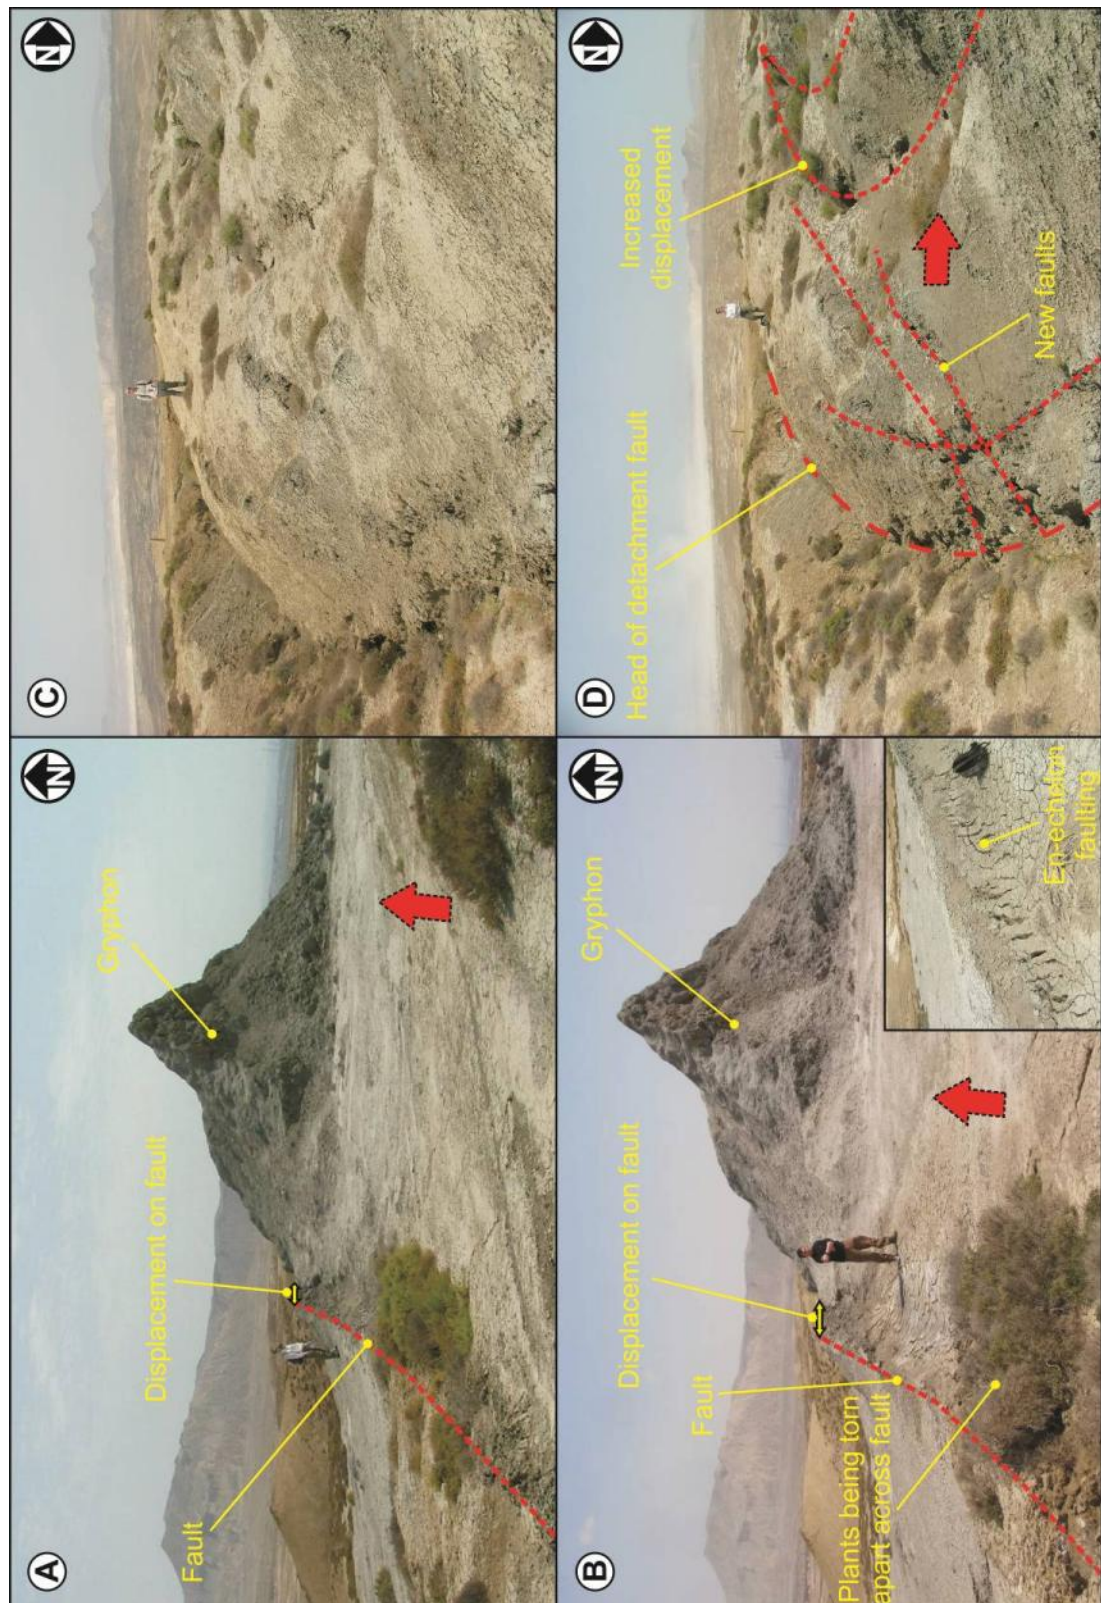 A
N
Gryphon
Displacement on fault
Fault
B
N
Gryphon
Displacement on fault
Fault
Plants being torn
apart across fault
En-echelon
faulting
C
N
D
N
Head of detachment fault
Increased
displacement
New faults